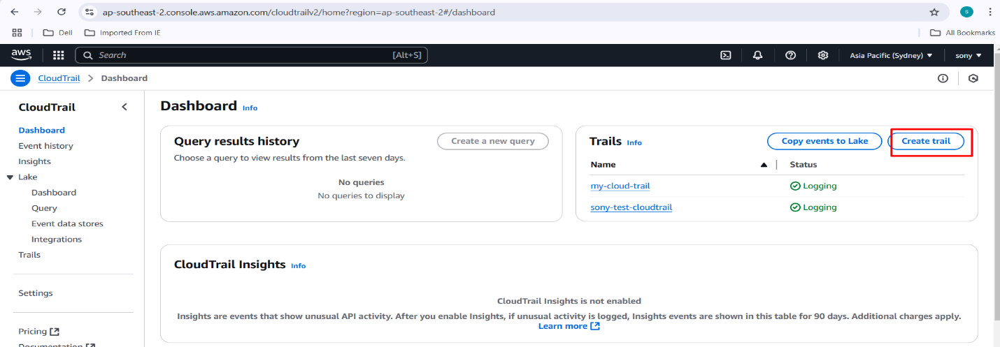 ap-southeast-2.console.aws.amazon.com/cloudtrailv2/home?region=ap-southeast-2#/dashboard
S
Dell
Imported From IE
All Bookmarks
aws
Search
[Alt+S]
Asia Pacific (Sydney)
sony
CloudTrail
Dashboard
CloudTrail
Dashboard
Event history
Insights
Lake
Dashboard
Query
Event data stores
Integrations
Trails
Settings
Pricing
Documentation
Dashboard Info
Query results history
Create a new query
Choose a query to view results from the last seven days.
No queries
No queries to display
Trails Info
Copy events to Lake
Create trail
Name
Status
my-cloud-trail
Logging
sony-test-cloudtrail
Logging
CloudTrail Insights Info
CloudTrail Insights is not enabled
Insights are events that show unusual API activity. After you enable Insights, if unusual activity is logged, Insights events are shown in this table for 90 days. Additional charges apply.
Learn more